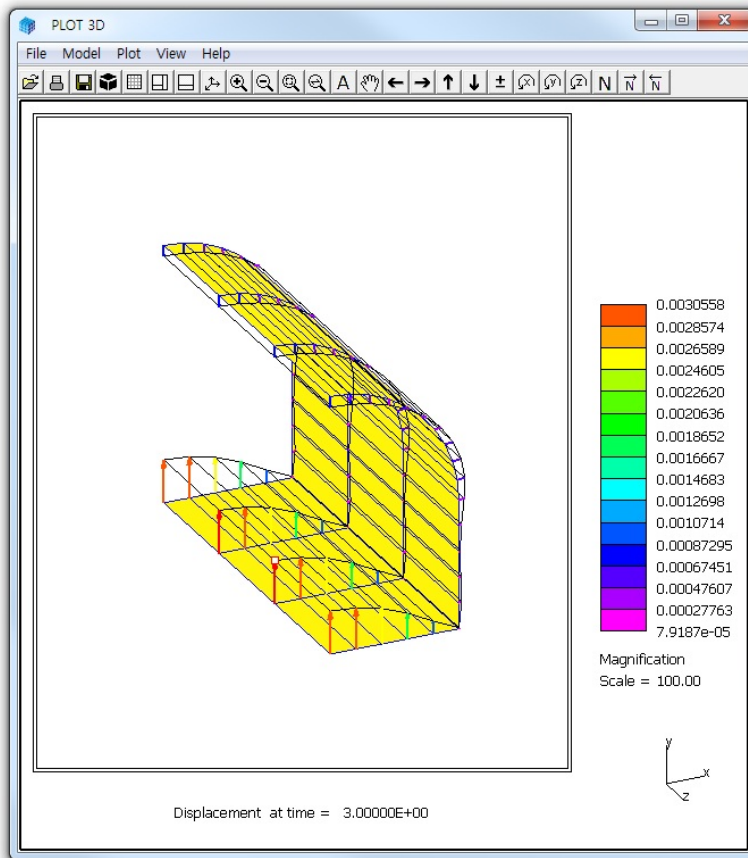 PLOT 3D
File Model Plot View Help
A ± (x) (y) (z) N N N
0.0030558
0.0028574
0.0026589
0.0024605
0.0022620
0.0020636
0.0018652
0.0016667
0.0014683
0.0012698
0.0010714
0.00087295
0.00067451
0.00047607
0.00027763
7.9187e-05
Magnification
Scale = 100.00
y
x
z
Displacement at time = 3.00000E+00